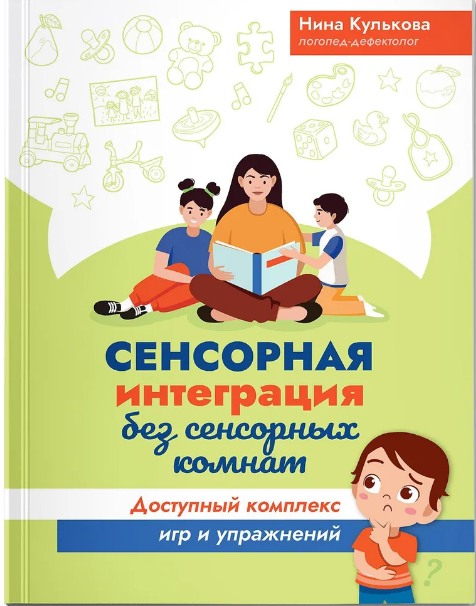 Нина Кулькова
логопед-дефектолог
СЕНСОРНАЯ
интеграция
без сенсорных
комнат
Доступный комплекс
игр и упражнений
?